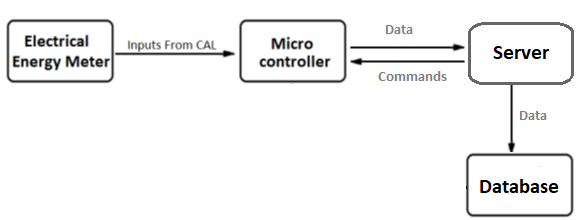 Electrical
Energy Meter
Inputs From CAL
Micro
controller
Data
Commands
Server
Data
Database